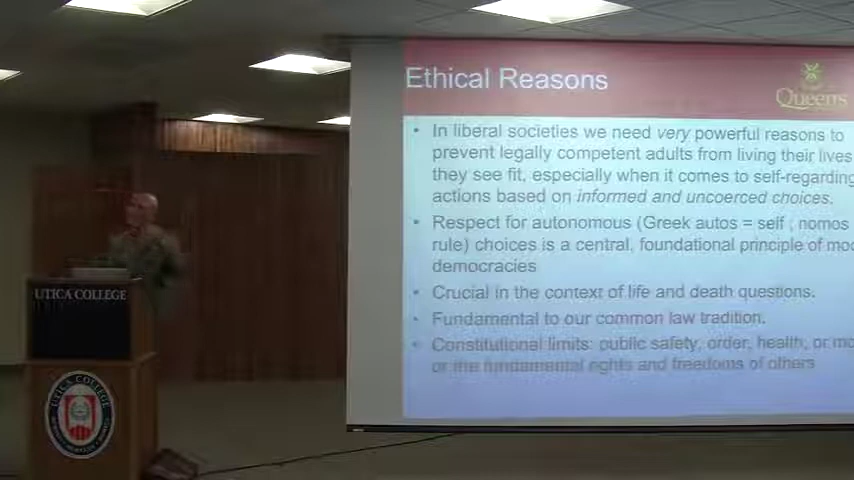 Ethical Reasons
Queen's
• In liberal societies we need very powerful reasons to
prevent legally competent adults from living their lives
they see fit, especially when it comes to self-regarding
actions based on informed and uncoerced choices.
• Respect for autonomous (Greek autos = self ; nomos
rule) choices is a central, foundational principle of mod
democracies
• Crucial in the context of life and death questions.
• Fundamental to our common law tradition.
• Constitutional limits: public safety, order, health, or mo
or the fundamental rights and freedoms of others
UTICA COLLEGE
UTICA COLLEGE